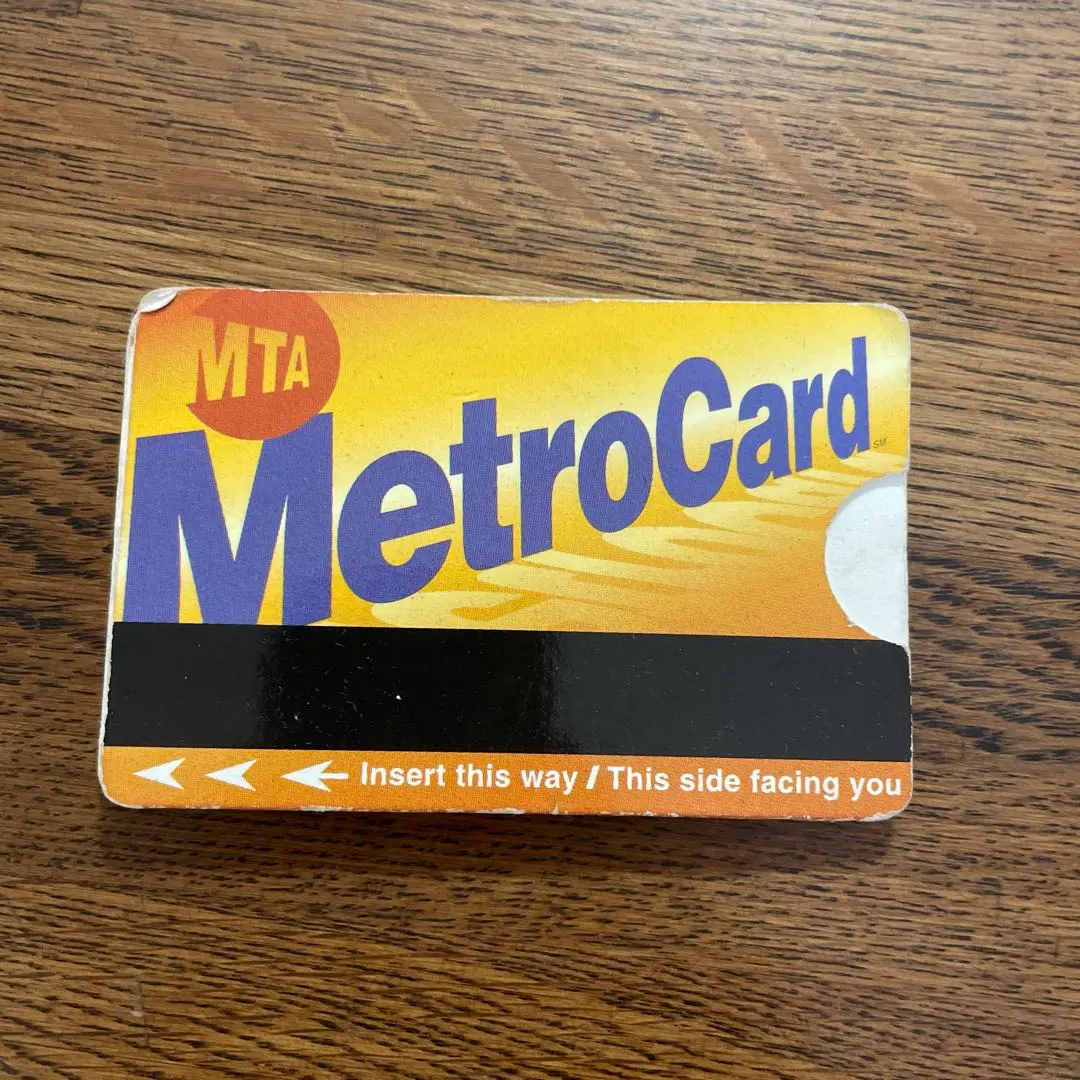 MTA
MetroCard
SM
Insert this way / This side facing you